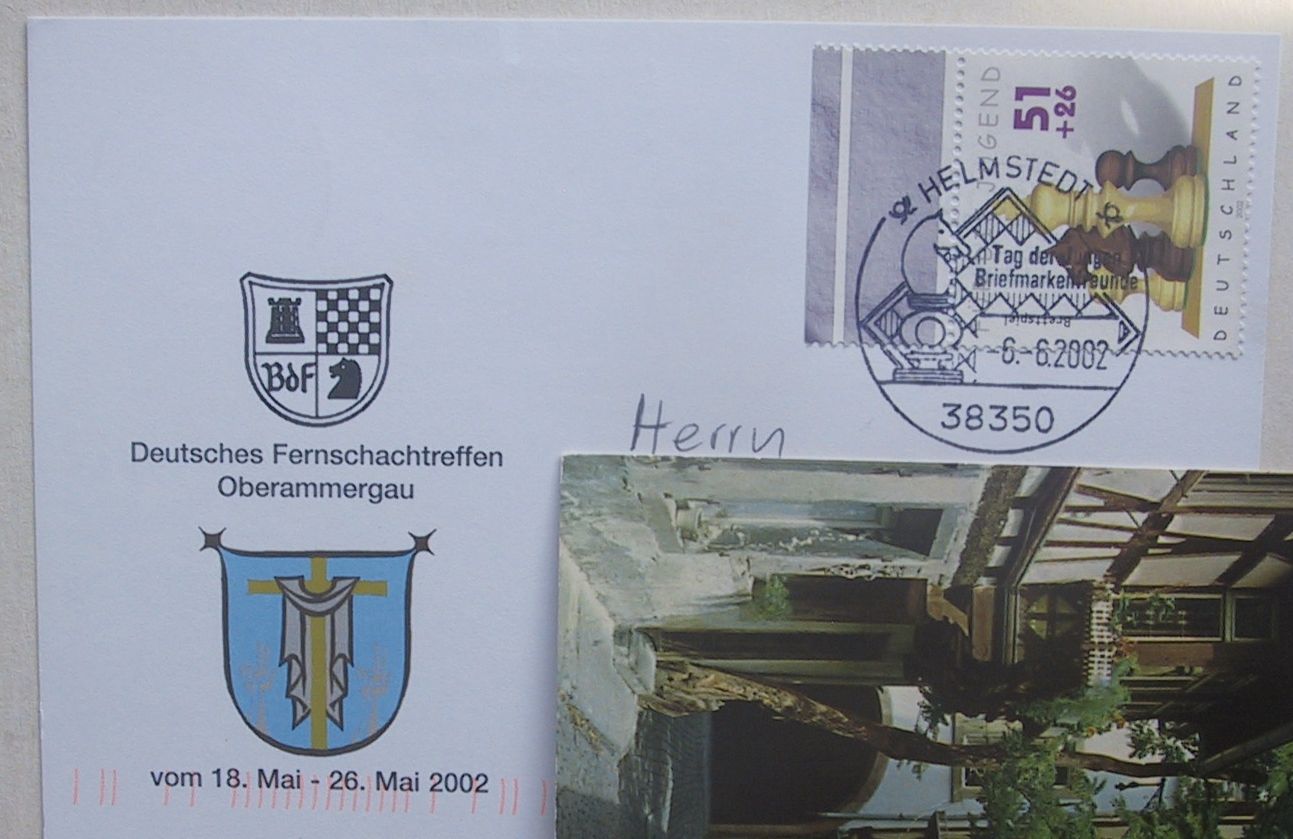 JUGEND
51
+26
DEUTSCHLAND
2002
HELMSTEDT
Tag der Jungen
Briefmarkenfreunde
Brettspiel
-6.-6.2002
38350
BdF
Deutsches Fernschachtreffen
Oberammergau
vom 18. Mai - 26. Mai 2002
Herrn